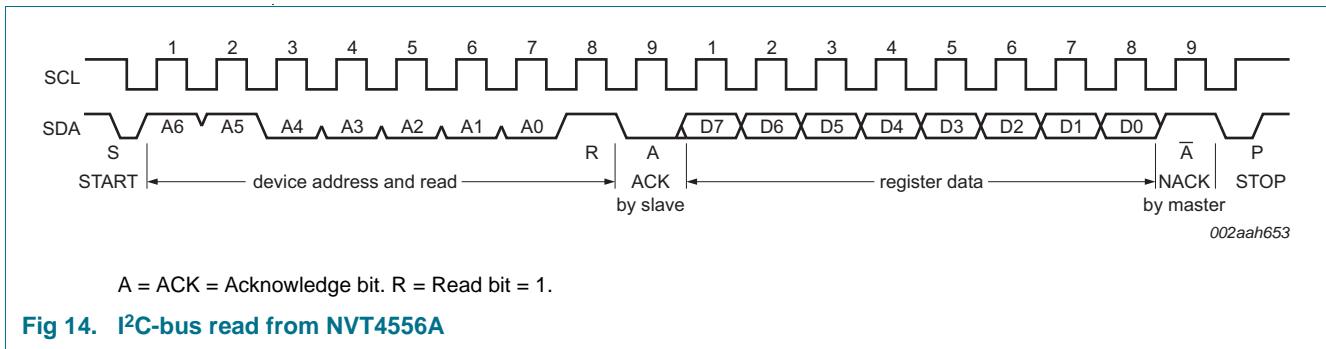 1 2 3 4 5 6 7 8 9 1 2 3 4 5 6 7 8 9
SCL
SDA A6 A5 A4 A3 A2 A1 A0 D7 D6 D5 D4 D3 D2 D1 D0
S R A A̅ P
START device address and read ACK register data NACK STOP
by slave by master
002aah653
A = ACK = Acknowledge bit. R = Read bit = 1.
Fig 14. I²C-bus read from NVT4556A